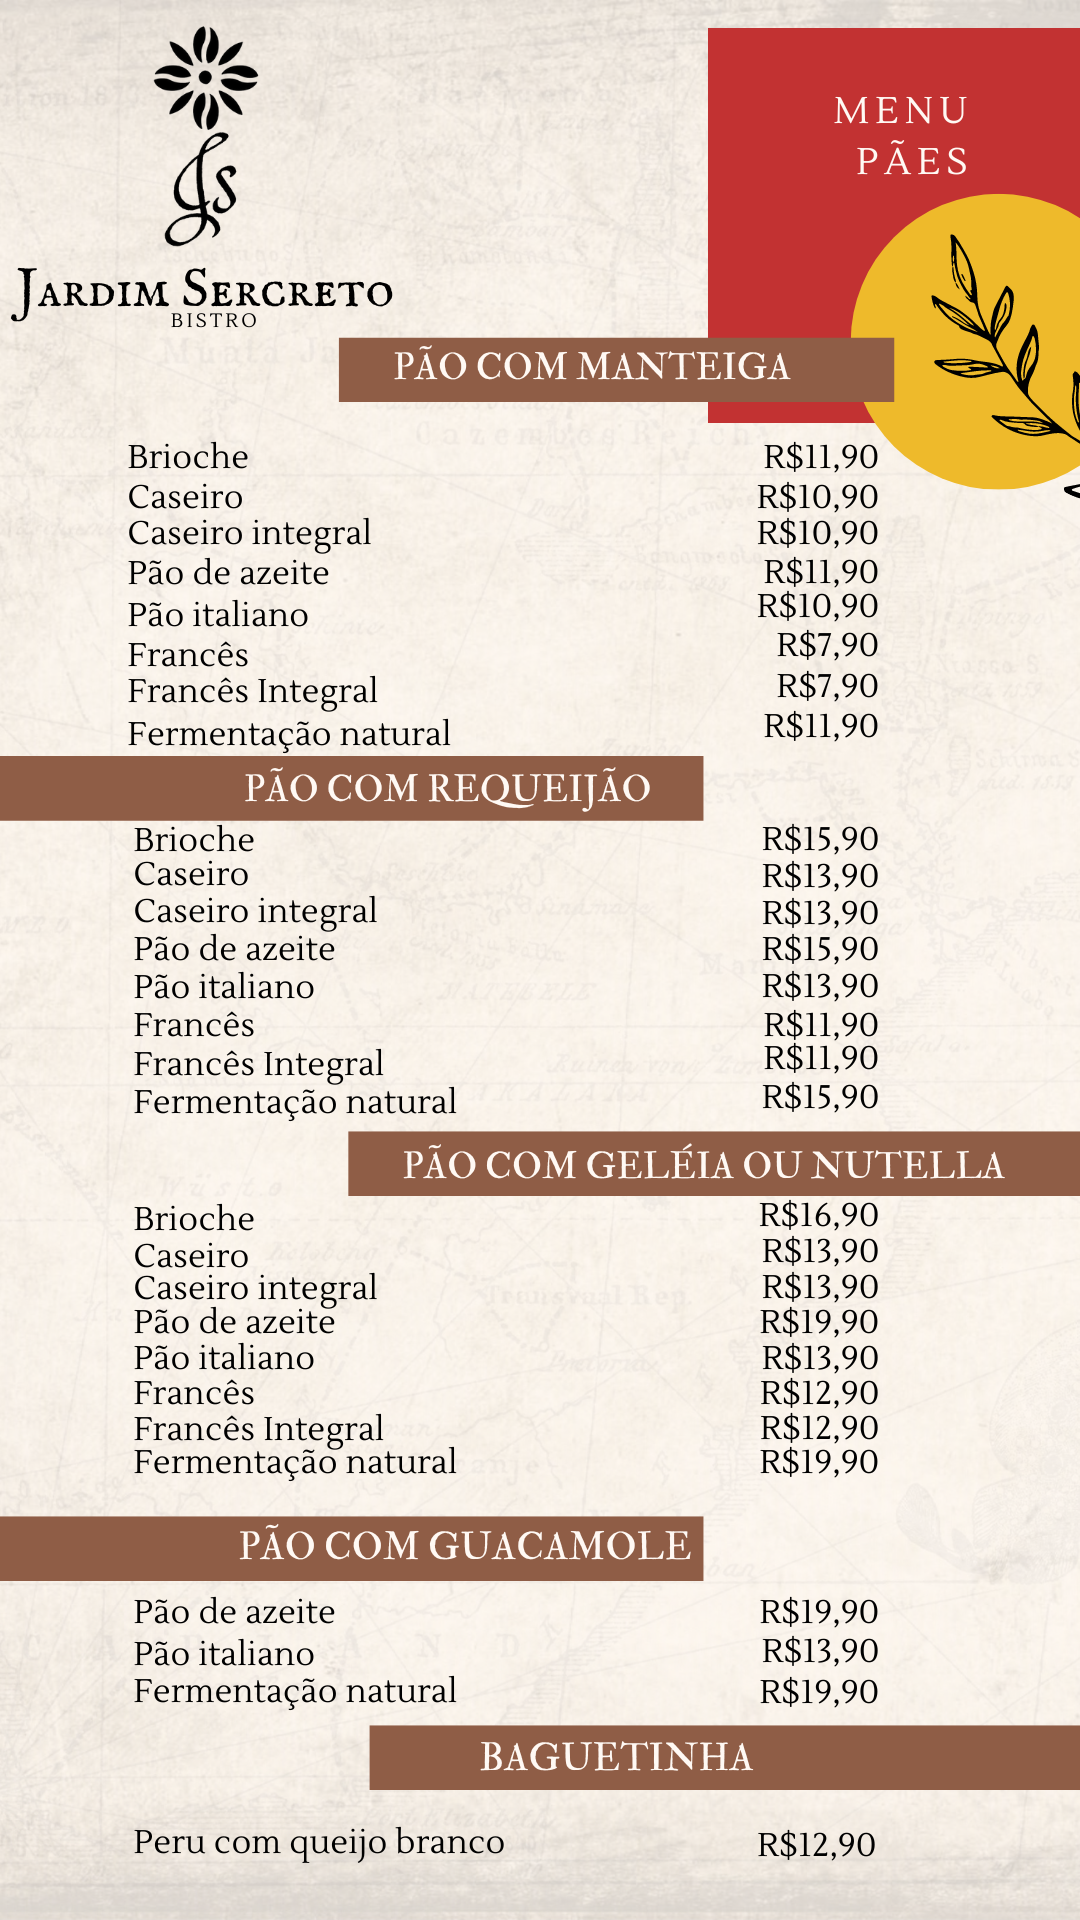 Js
JARDIM SERCRETO
BISTRO
MENU
PÃES
PÃO COM MANTEIGA
Brioche R$11,90
Caseiro R$10,90
Caseiro integral R$10,90
Pão de azeite R$11,90
Pão italiano R$10,90
Francês R$7,90
Francês Integral R$7,90
Fermentação natural R$11,90
PÃO COM REQUEIJÃO
Brioche R$15,90
Caseiro R$13,90
Caseiro integral R$13,90
Pão de azeite R$15,90
Pão italiano R$13,90
Francês R$11,90
Francês Integral R$11,90
Fermentação natural R$15,90
PÃO COM GELÉIA OU NUTELLA
Brioche R$16,90
Caseiro R$13,90
Caseiro integral R$13,90
Pão de azeite R$19,90
Pão italiano R$13,90
Francês R$12,90
Francês Integral R$12,90
Fermentação natural R$19,90
PÃO COM GUACAMOLE
Pão de azeite R$19,90
Pão italiano R$13,90
Fermentação natural R$19,90
BAGUETINHA
Peru com queijo branco R$12,90